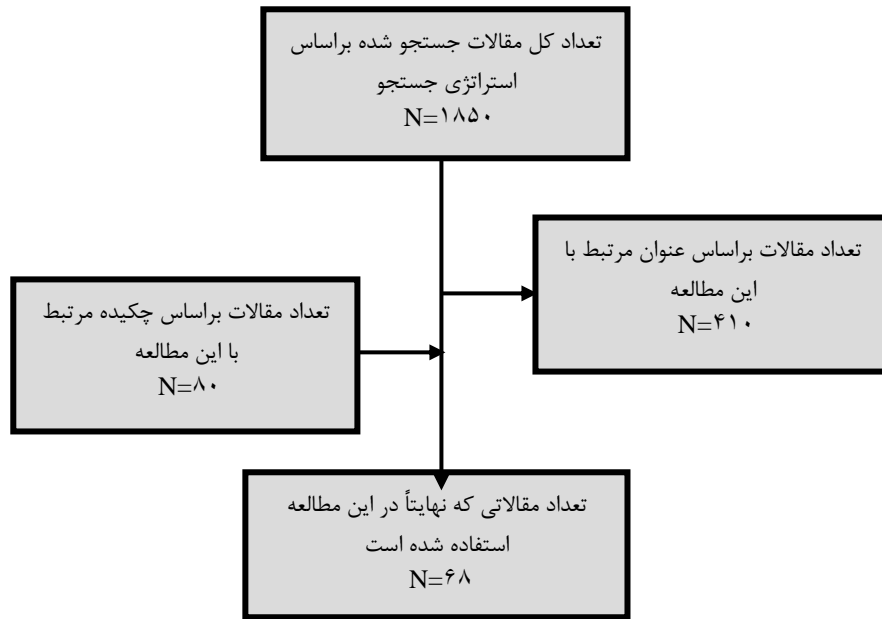 تعداد کل مقالات جستجو شده براساس
استراتژی جستجو
N=۱۸۵۰
تعداد مقالات براساس عنوان مرتبط با
این مطالعه
N=۴۱۰
تعداد مقالات براساس چکیده مرتبط
با این مطالعه
N=۸۰
تعداد مقالاتی که نهایتاً در این مطالعه
استفاده شده است
N=۶۸